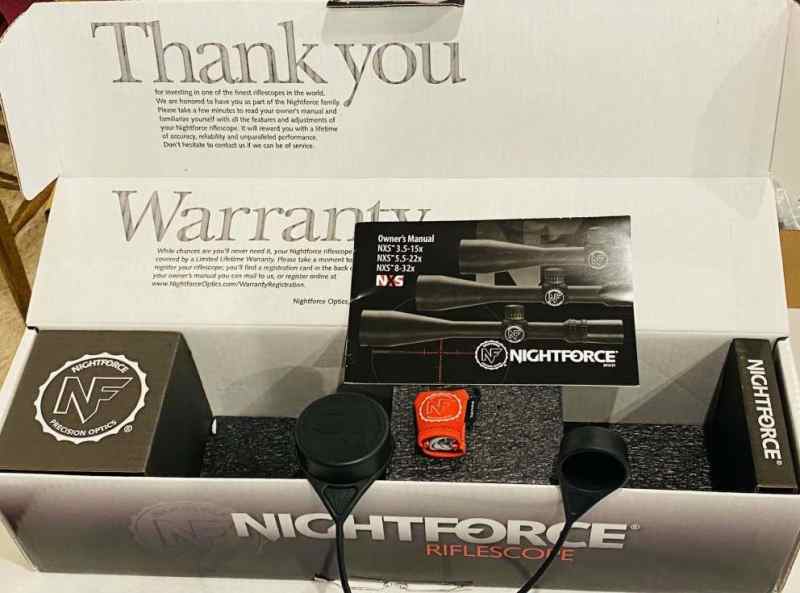 Thank you
for investing in one of the finest riflescopes in the world.
We are honored to have you as part of the Nightforce family.
Please take a few minutes to read your owner's manual and
familiarize yourself with all the features and adjustments of
your Nightforce riflescope. It will reward you with a lifetime
of accuracy, reliability and unparalleled performance.
Don't hesitate to contact us if we can be of service.
Warranty
While chances are you'll never need it, your Nightforce riflescope
covered by a Limited Lifetime Warranty. Please take a moment to
register your riflescope; you'll find a registration card in the back
your owner's manual you can mail to us, or register online at
www.NightforceOptics.com/WarrantyRegistration.
Nightforce Optics,
Owner's Manual
NXS™ 3.5-15x
NXS™ 5.5-22x
NXS™ 8-32x
NXS
NF NIGHTFORCE®
NIGHTFORCE
NF
PRECISION OPTICS®
NF
NIGHTFORCE®
NIGHTFORCE®
RIFLESCOPE